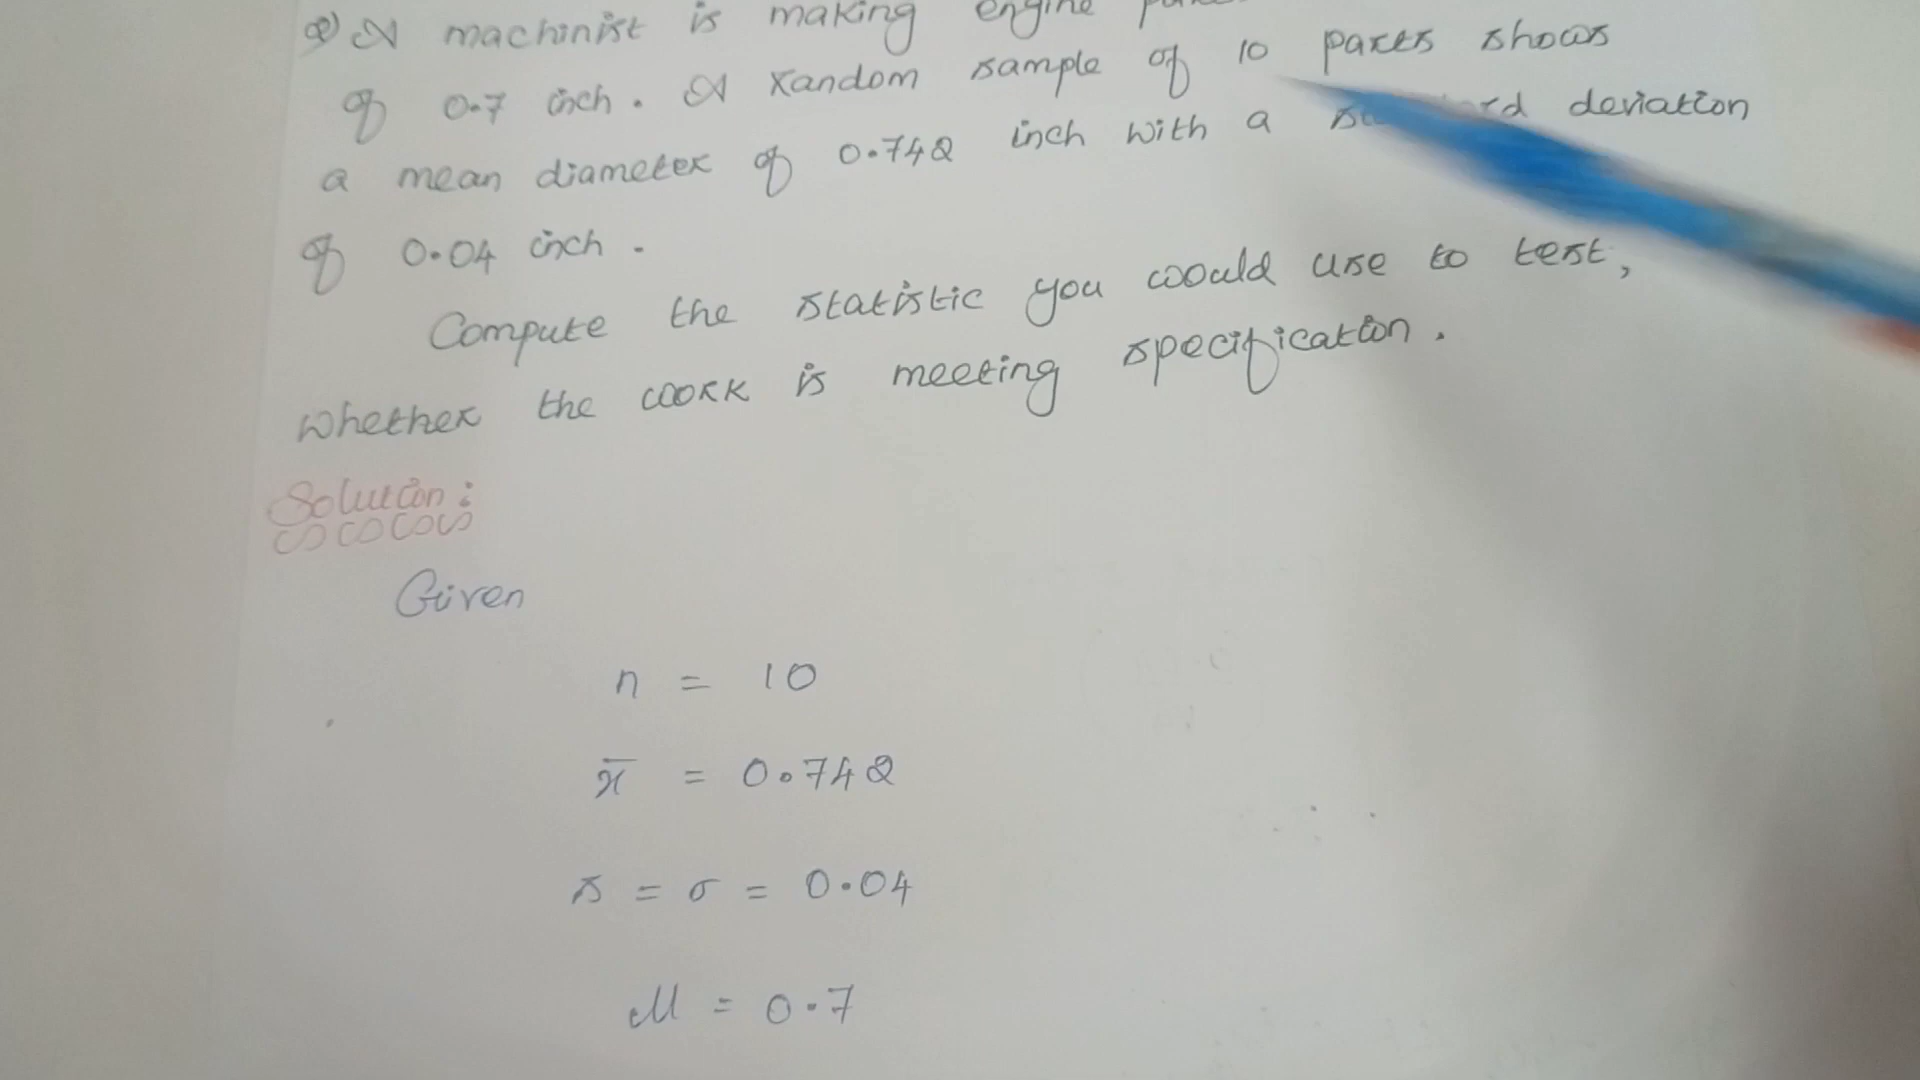 2) A machinist is making engine
of 0.7 inch. A random sample of 10 parts shows
a mean diameter of 0.742 inch with a deviation
of 0.04 inch.
Compute the statistic you would use to test,
whether the work is meeting specification.
Solution:
Given
n = 10
x̄ = 0.742
s = σ = 0.04
μ = 0.7